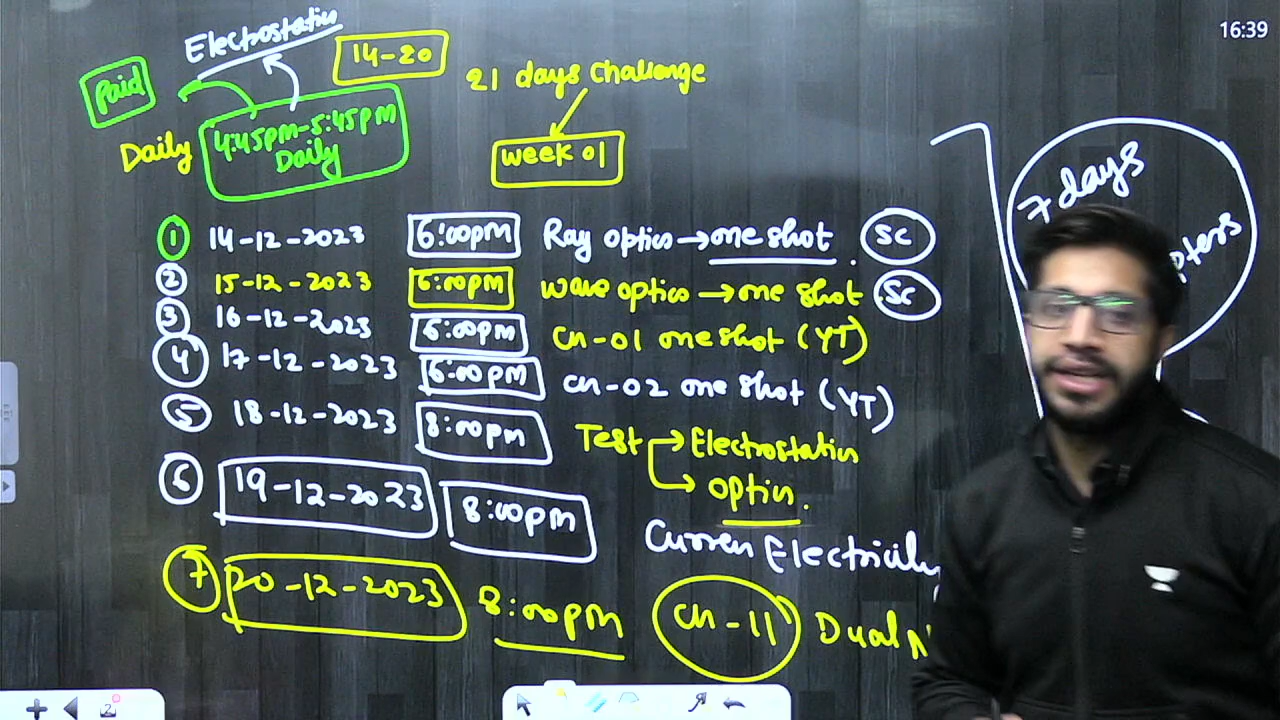 16:39
Electrostatics
14-20
Paid
21 days challenge
Daily
4:45pm-5:45pm
Daily
week 01
7 days
1 14-12-2023 6:00pm Ray optics → one shot. SC
2 15-12-2023 6:00pm wave optics → one shot SC
3 16-12-2023 6:00pm Ch-01 one shot (YT)
4 17-12-2023 6:00pm Ch-02 one shot (YT)
5 18-12-2023 8:00pm Test → Electrostatics
→ optics.
6 19-12-2023 8:00pm
Curren Electricity
7 20-12-2023 8:00pm Ch-11 Dual N
2